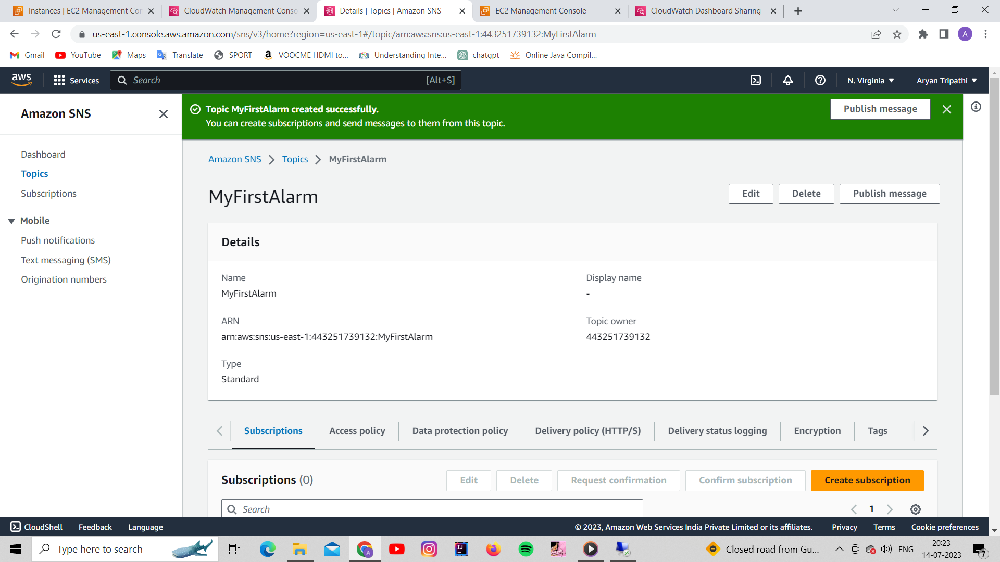 Instances | EC2 Management Con
CloudWatch Management Conso
Details | Topics | Amazon SNS
EC2 Management Console
CloudWatch Dashboard Sharing
us-east-1.console.aws.amazon.com/sns/v3/home?region=us-east-1#/topic/arn:aws:sns:us-east-1:443251739132:MyFirstAlarm
A
Gmail
YouTube
Maps
Translate
SPORT
VOOCME HDMI to...
Understanding Inte...
chatgpt
Online Java Compil...
aws
Services
Search
[Alt+S]
N. Virginia
Aryan Tripathi
Amazon SNS
Dashboard
Topics
Subscriptions
Mobile
Push notifications
Text messaging (SMS)
Origination numbers
Topic MyFirstAlarm created successfully.
You can create subscriptions and send messages to them from this topic.
Publish message
Amazon SNS
Topics
MyFirstAlarm
MyFirstAlarm
Edit
Delete
Publish message
Details
Name
MyFirstAlarm
ARN
arn:aws:sns:us-east-1:443251739132:MyFirstAlarm
Type
Standard
Display name
-
Topic owner
443251739132
Subscriptions
Access policy
Data protection policy
Delivery policy (HTTP/S)
Delivery status logging
Encryption
Tags
Subscriptions (0)
Edit
Delete
Request confirmation
Confirm subscription
Create subscription
Search
1
CloudShell
Feedback
Language
© 2023, Amazon Web Services India Private Limited or its affiliates.
Privacy
Terms
Cookie preferences
Type here to search
A
IJ
Closed road from Gu...
ENG
20:23
14-07-2023
7